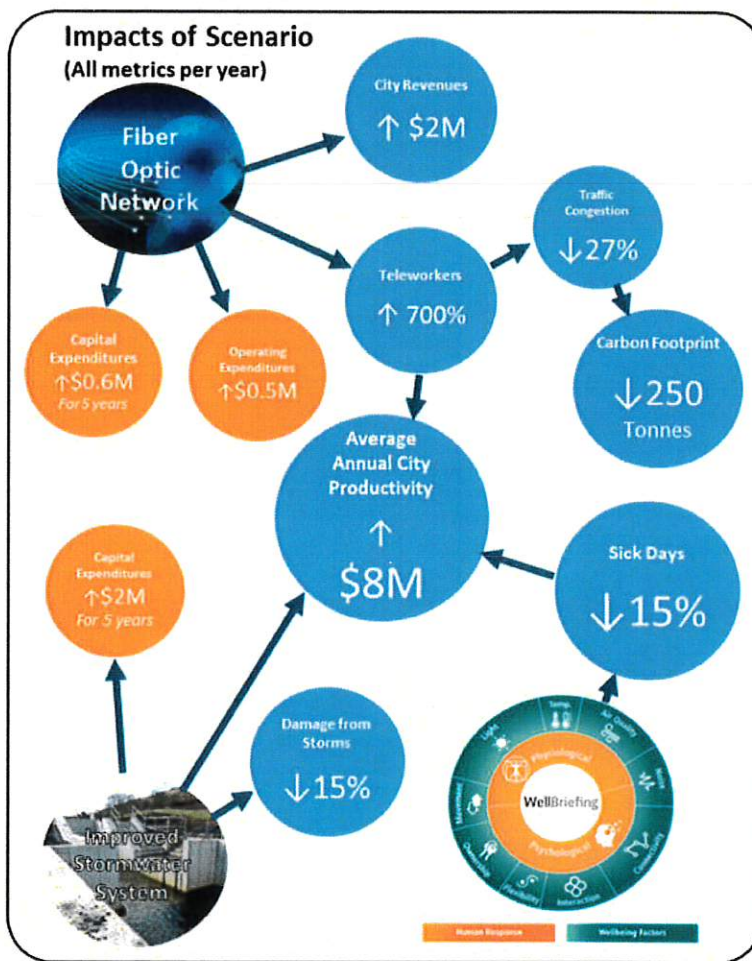 Impacts of Scenario
(All metrics per year)
Fiber
Optic
Network
City Revenues
↑ $2M
Traffic
Congestion
↓27%
Teleworkers
↑ 700%
Capital
Expenditures
↑$0.6M
For 5 years
Operating
Expenditures
↑$0.5M
Carbon Footprint
↓250
Tonnes
Average
Annual City
Productivity
↑
$8M
Capital
Expenditures
↑$2M
For 5 years
Sick Days
↓15%
Damage from
Storms
↓15%
Improved
Stormwater
System
Light
Temp.
Air Quality
Noise
Connectivity
Interaction
Flexibility
Ownership
Movement
Physiological
WellBriefing
Psychological
Human Response
Wellbeing Factors